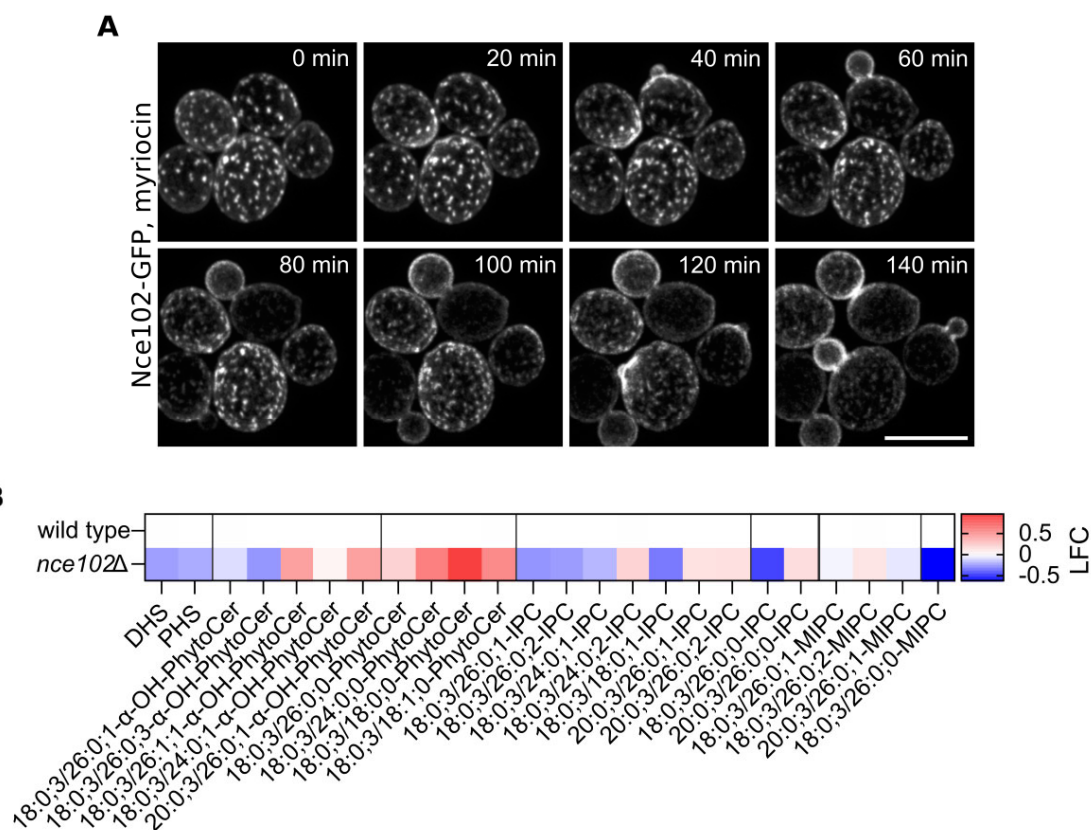 A
Nce102-GFP, myriocin
0 min
20 min
40 min
60 min
80 min
100 min
120 min
140 min
wild type
nce102Δ
0.5
0
-0.5
LFC
DHS
PHS
18:0;3/26:0;1-α-OH-PhytoCer
18:0;3/26:0;3-α-OH-PhytoCer
18:0;3/26:1;1-α-OH-PhytoCer
18:0;3/24:0;1-α-OH-PhytoCer
20:0;3/26:0;1-α-OH-PhytoCer
18:0;3/26:0;0-PhytoCer
18:0;3/24:0;0-PhytoCer
18:0;3/18:0;0-PhytoCer
18:0;3/18:1;0-PhytoCer
18:0;3/26:0;1-IPC
18:0;3/26:0;2-IPC
18:0;3/24:0;1-IPC
18:0;3/24:0;2-IPC
18:0;3/18:0;1-IPC
20:0;3/26:0;1-IPC
20:0;3/26:0;2-IPC
18:0;3/26:0;0-IPC
20:0;3/26:0;0-IPC
18:0;3/26:0;1-MIPC
18:0;3/26:0;2-MIPC
20:0;3/26:0;1-MIPC
18:0;3/26:0;0-MIPC